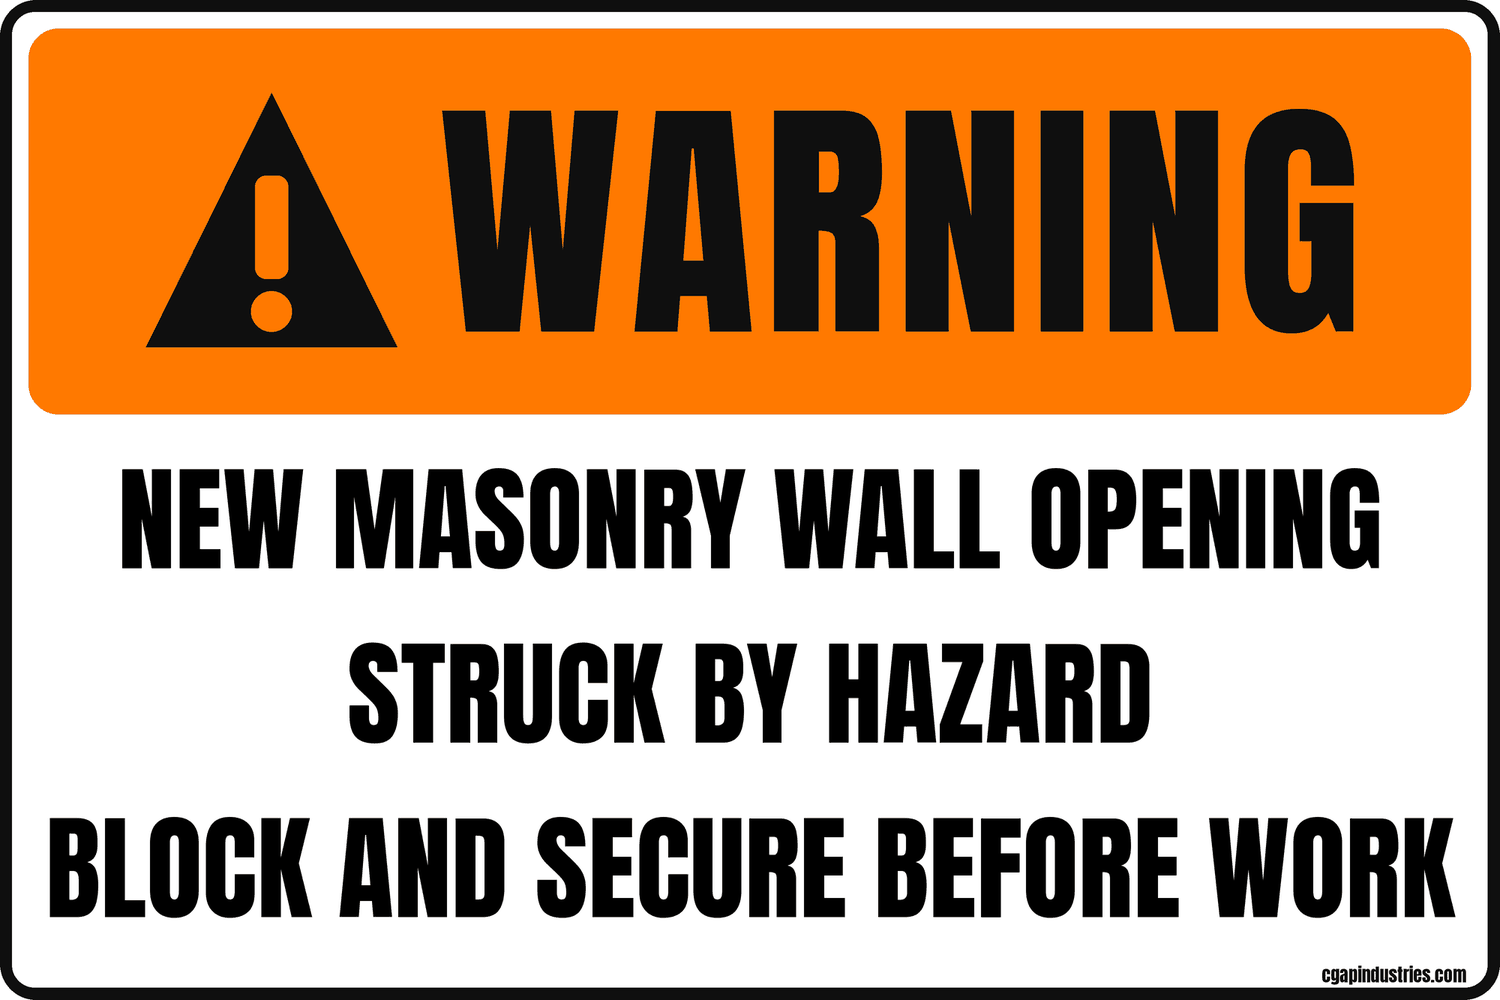 WARNING
NEW MASONRY WALL OPENING
STRUCK BY HAZARD
BLOCK AND SECURE BEFORE WORK
cgapindustries.com